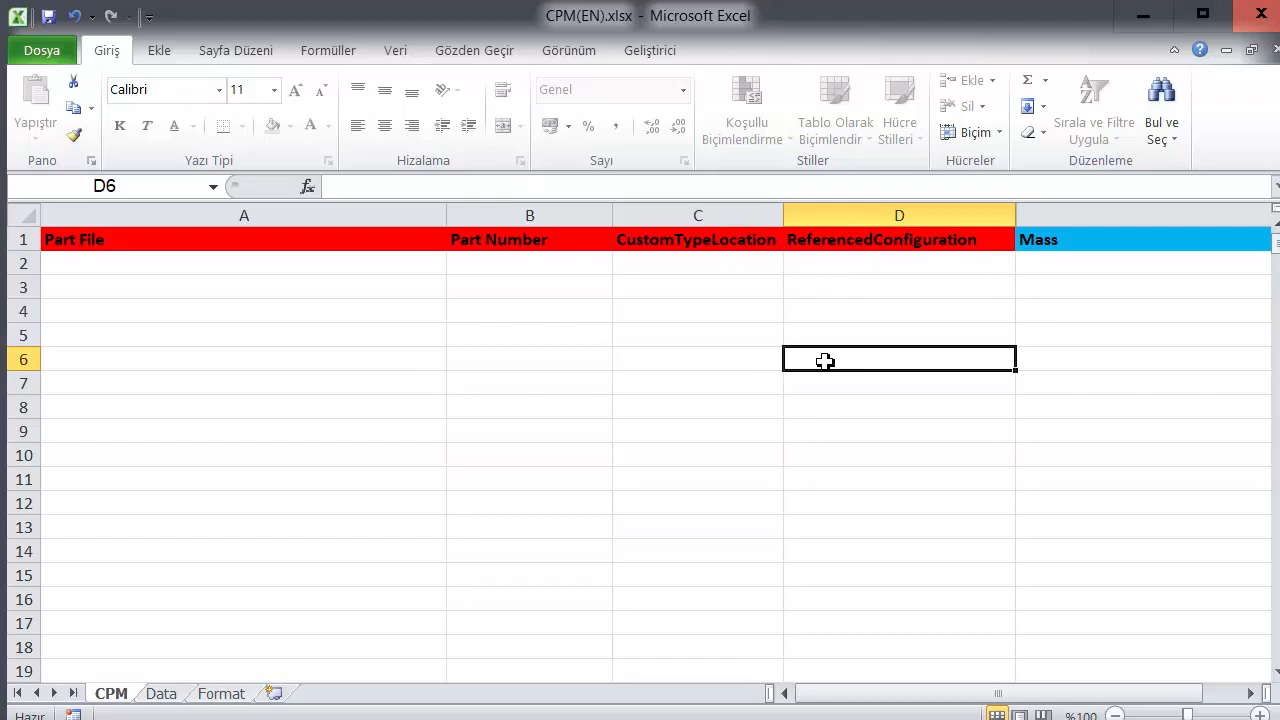 CPM(EN).xlsx - Microsoft Excel
Dosya Giriş Ekle Sayfa Düzeni Formüller Veri Gözden Geçir Görünüm Geliştirici
Yapıştır
Pano
Calibri 11
K T A A
Yazı Tipi
Hizalama
Genel
% ,
Sayı
Koşullu Biçimlendirme
Tablo Olarak Biçimlendir
Hücre Stilleri
Stiller
Ekle
Sil
Biçim
Hücreler
Σ
Sırala ve Filtre Uygula
Bul ve Seç
Düzenleme
D6 fx
A B C D
1 Part File Part Number CustomTypeLocation ReferencedConfiguration Mass
2
3
4
5
6
7
8
9
10
11
12
13
14
15
16
17
18
19
CPM Data Format
Hazır %100